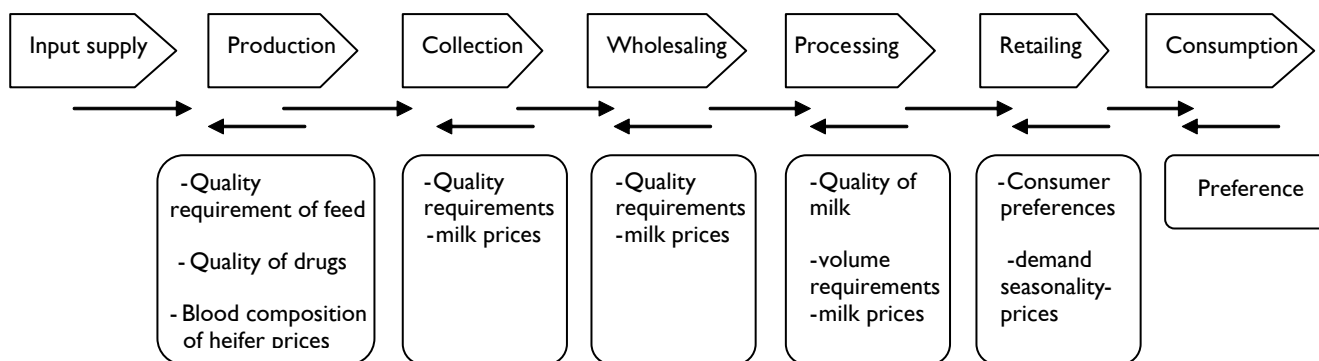 Input supply
Production
Collection
Wholesaling
Processing
Retailing
Consumption
-Quality
requirement of feed
- Quality of drugs
- Blood composition
of heifer prices
-Quality
requirements
-milk prices
-Quality
requirements
-milk prices
-Quality of
milk
-volume
requirements
-milk prices
-Consumer
preferences
-demand
seasonality-
prices
Preference